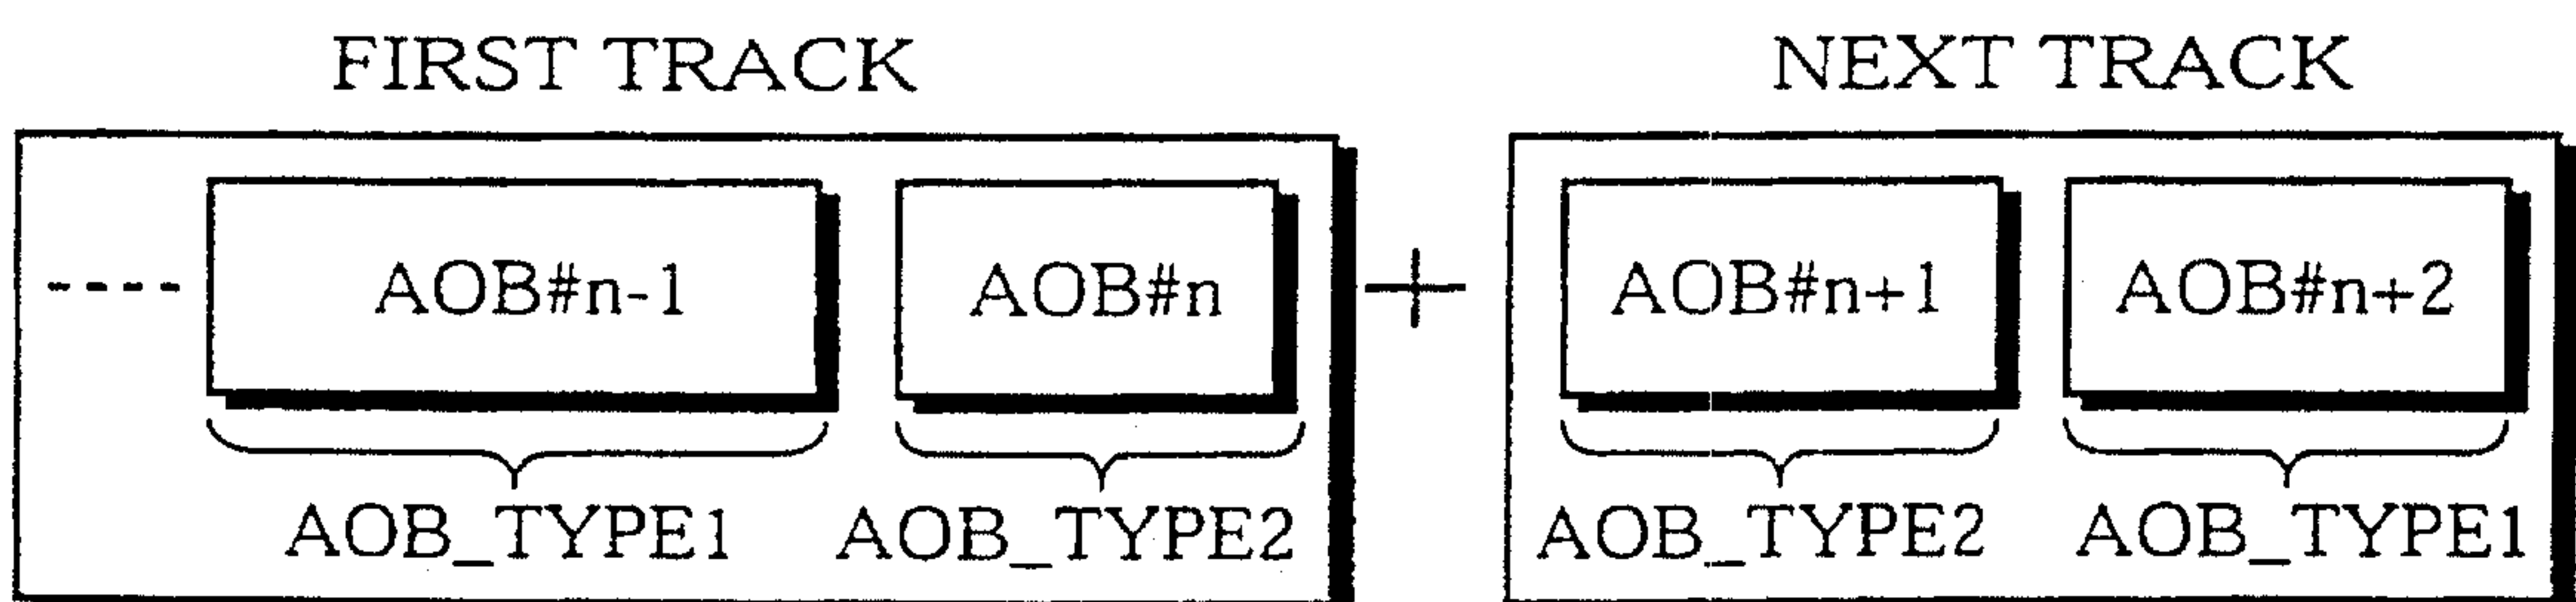 FIRST TRACK NEXT TRACK
---- AOB#n-1 AOB#n + AOB#n+1 AOB#n+2
AOB_TYPE1 AOB_TYPE2 AOB_TYPE2 AOB_TYPE1